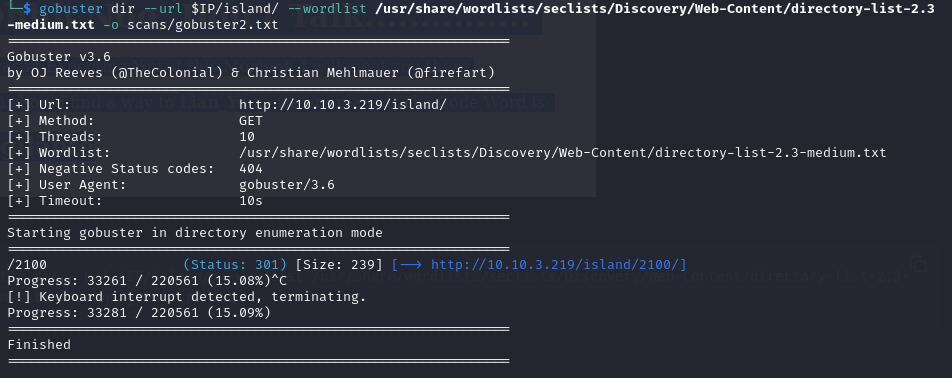 └─$ gobuster dir --url $IP/island/ --wordlist /usr/share/wordlists/seclists/Discovery/Web-Content/directory-list-2.3
-medium.txt -o scans/gobuster2.txt
===============================================================
Gobuster v3.6
by OJ Reeves (@TheColonial) & Christian Mehlmauer (@firefart)
===============================================================
[+] Url:                     http://10.10.3.219/island/
[+] Method:                  GET
[+] Threads:                 10
[+] Wordlist:                /usr/share/wordlists/seclists/Discovery/Web-Content/directory-list-2.3-medium.txt
[+] Negative Status codes:   404
[+] User Agent:              gobuster/3.6
[+] Timeout:                 10s
===============================================================
Starting gobuster in directory enumeration mode
===============================================================
/2100                 (Status: 301) [Size: 239] [--> http://10.10.3.219/island/2100/]
Progress: 33261 / 220561 (15.08%)^C
[!] Keyboard interrupt detected, terminating.
Progress: 33281 / 220561 (15.09%)
===============================================================
Finished
===============================================================